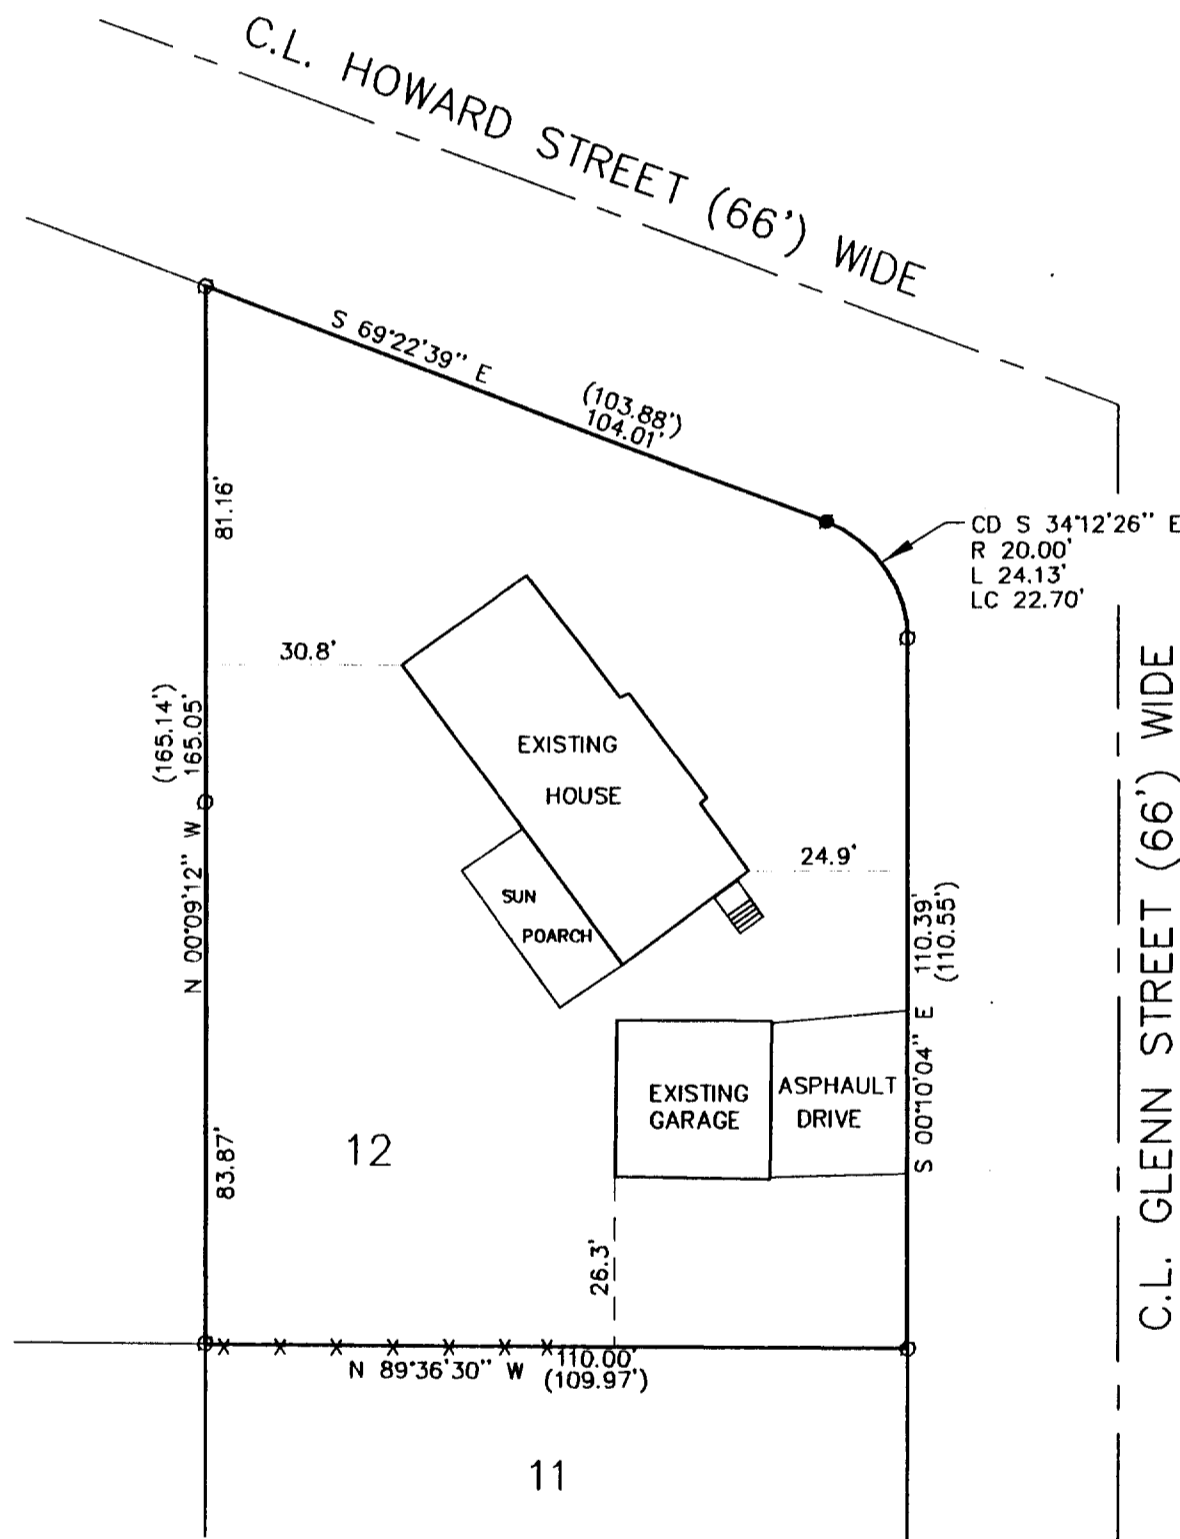 C.L. HOWARD STREET (66') WIDE
S 69°22'39" E
(103.88')
104.01'
CD S 34°12'26" E
R 20.00'
L 24.13'
LC 22.70'
81.16'
30.8'
(165.14')
165.05'
N 00°09'12" W
EXISTING
HOUSE
24.9'
SUN
POARCH
110.39'
(110.55')
S 00°10'04" E
C.L. GLENN STREET (66') WIDE
EXISTING
GARAGE
ASPHAULT
DRIVE
12
83.87'
26.3'
N 89°36'30" W
110.00'
(109.97')
11